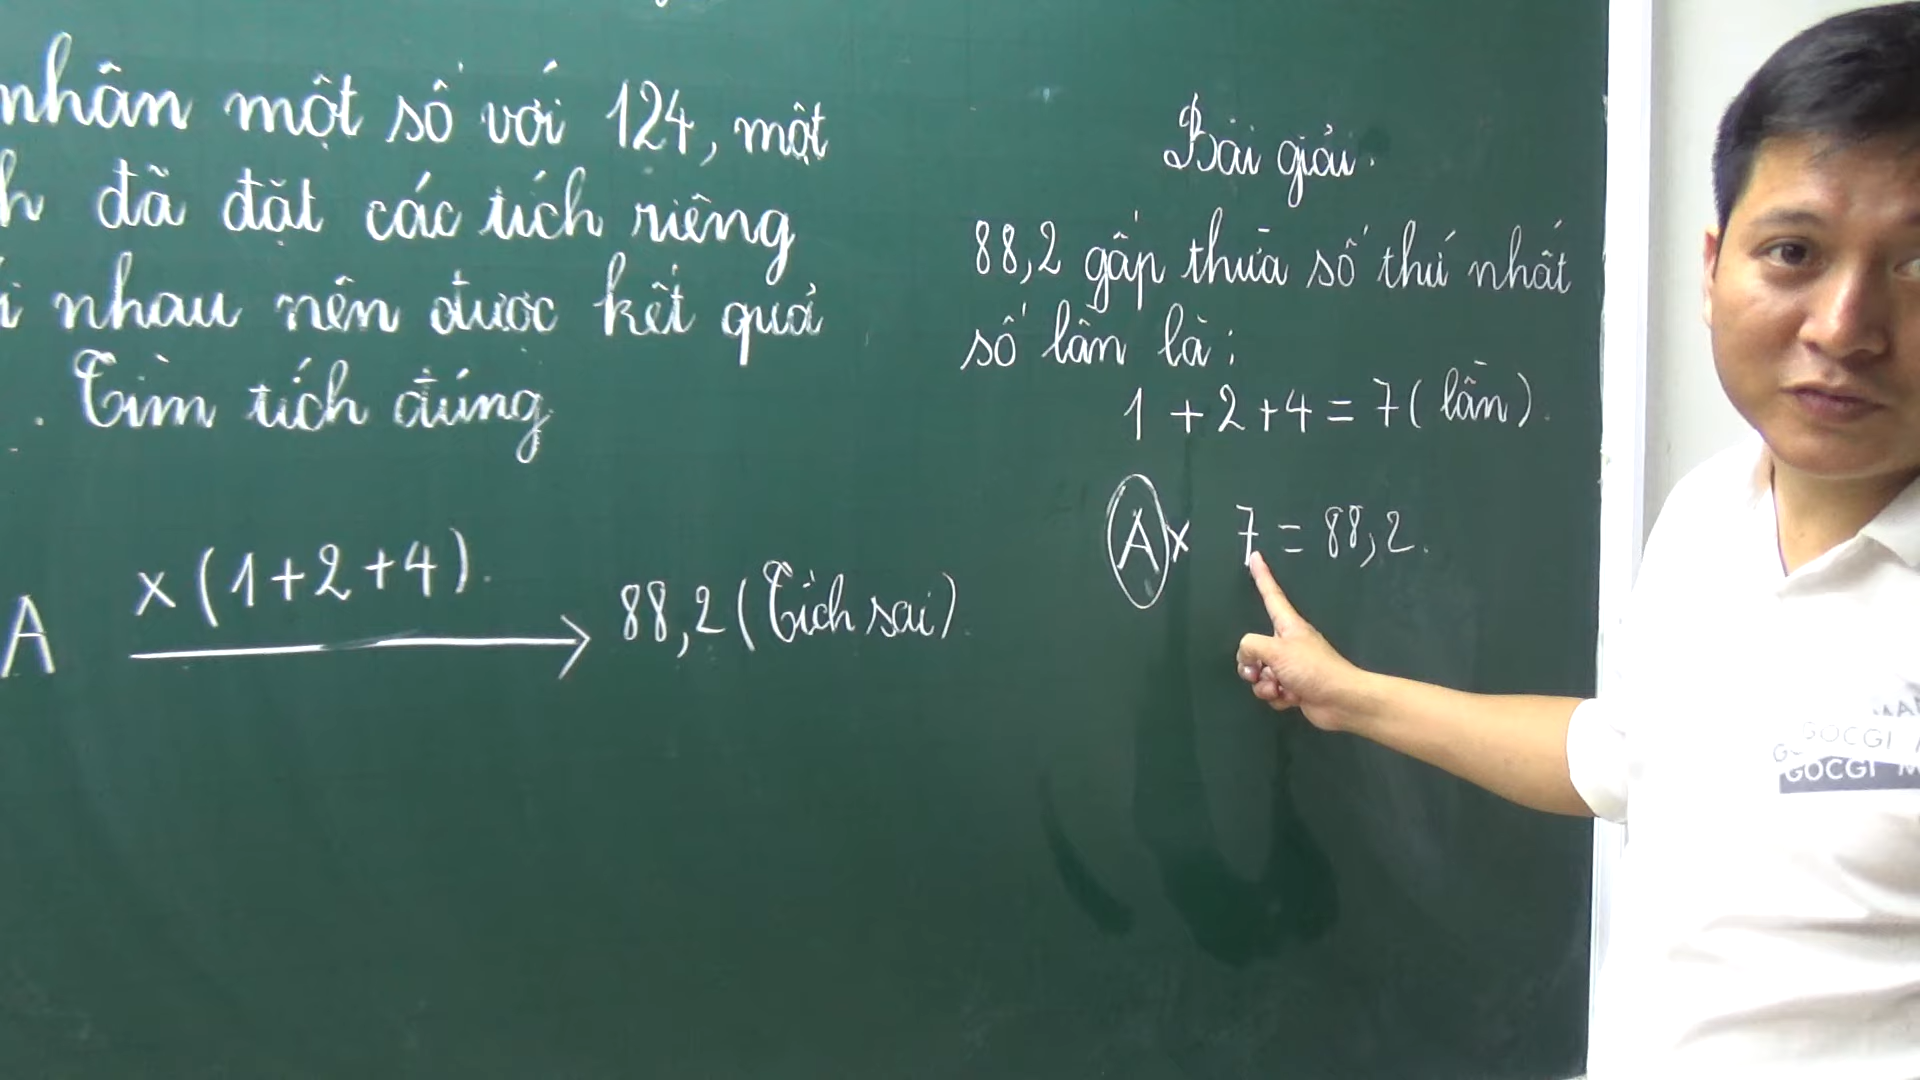 nhân một số với 124, một
h đã đặt các tích riêng
i nhau nên được kết quả
. Tìm tích đúng
A x (1+2+4). 88,2 (Tích sai).
Bài giải.
88,2 gấp thừa số thứ nhất
số lần là:
1 + 2 + 4 = 7 (lần).
A x 7 = 88,2.
GOCGI
GOCGI M